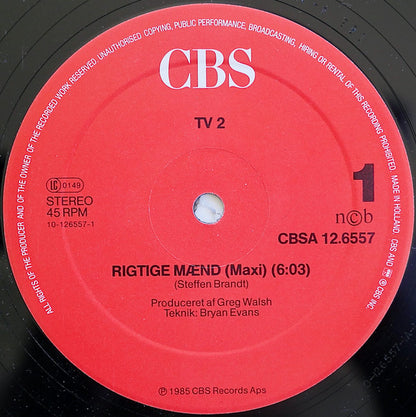 ALL RIGHTS OF THE PRODUCER AND OF THE OWNER OF THE RECORDED WORK RESERVED UNAUTHORISED COPYING, PUBLIC PERFORMANCE, BROADCASTING, HIRING OR RENTAL OF THIS RECORDING PROHIBITED. MADE IN HOLLAND. CBS AND ℗ © CBS INC.
CBS
TV 2
LC 0149
STEREO
45 RPM
10-126557-1
1
n©b
CBSA 12.6557
RIGTIGE MÆND (Maxi) (6:03)
(Steffen Brandt)
Produceret af Greg Walsh
Teknik: Bryan Evans
℗ 1985 CBS Records Aps